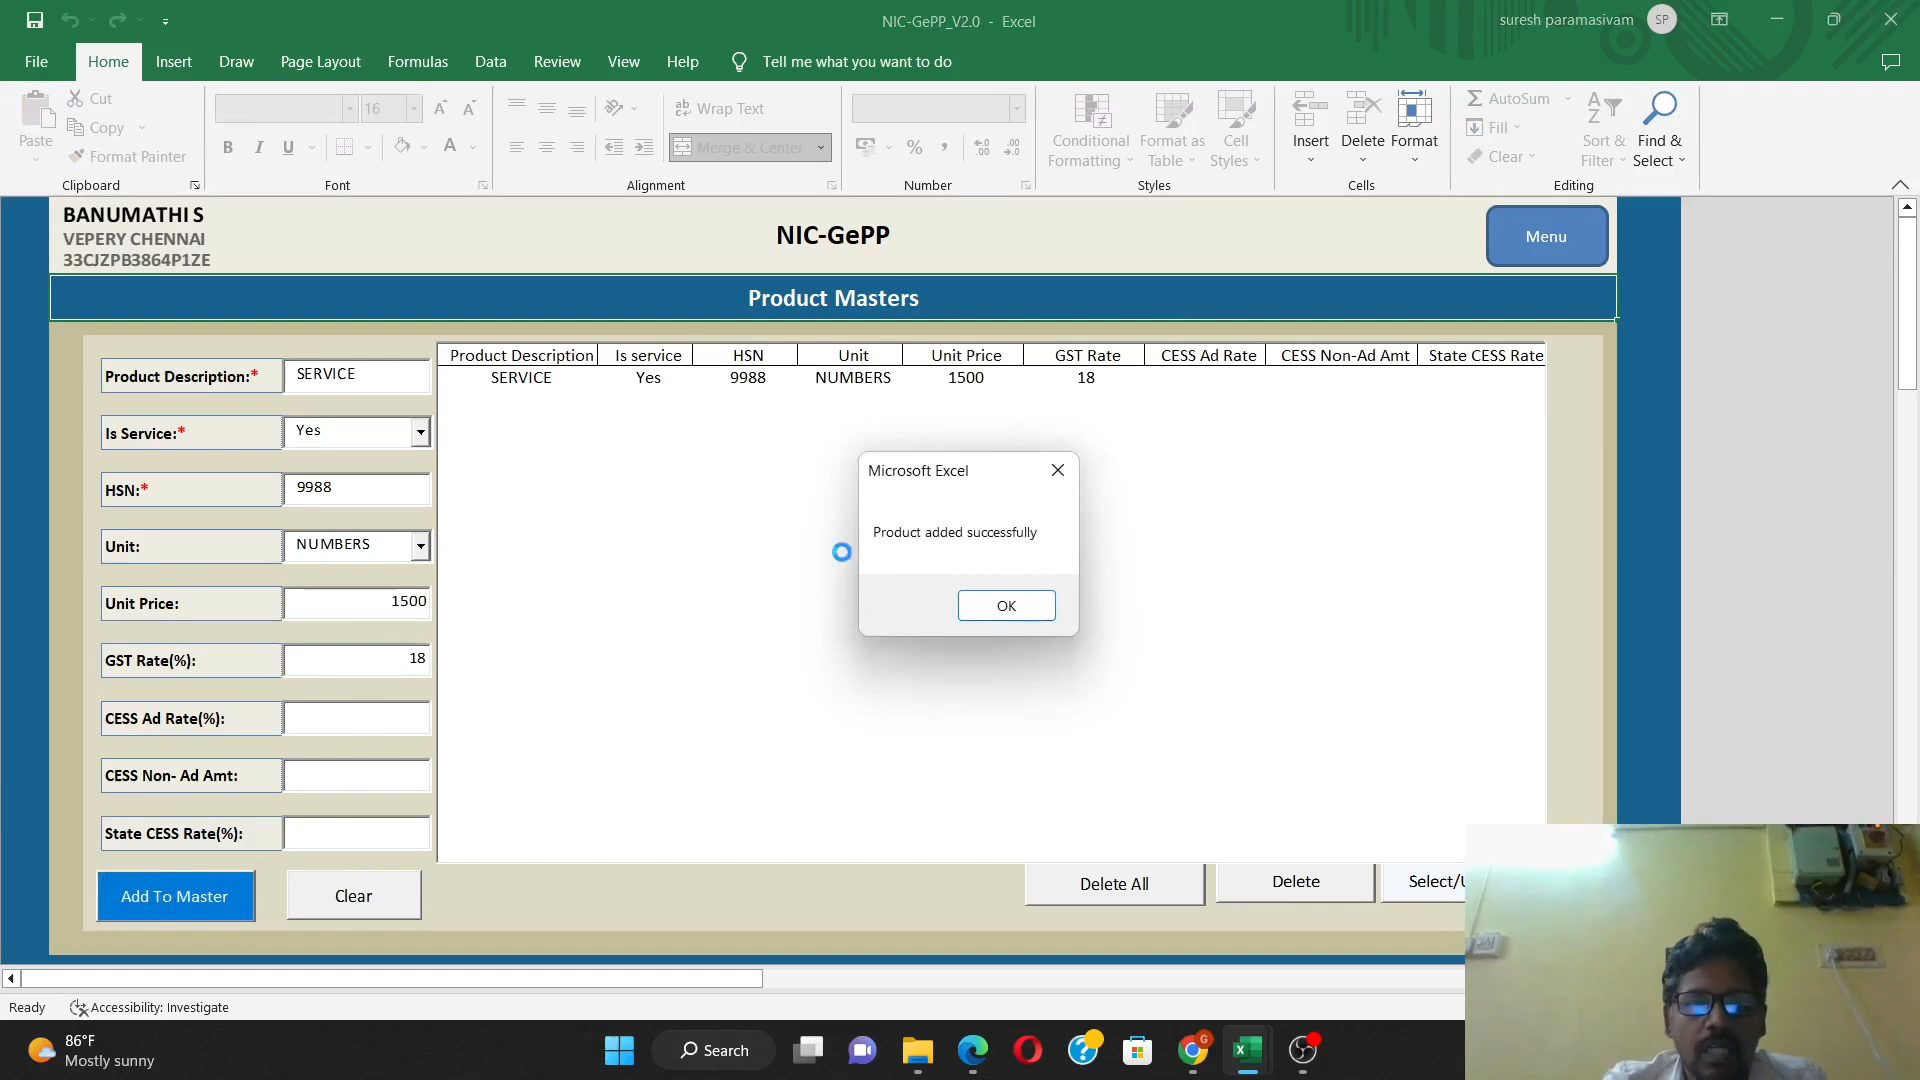 NIC-GePP_V2.0 - Excel
suresh paramasivam
SP
File Home Insert Draw Page Layout Formulas Data Review View Help Tell me what you want to do
Paste
Cut
Copy
Format Painter
Clipboard
16
B I U
Font
Wrap Text
Merge & Center
Alignment
Number
Conditional Formatting
Format as Table
Cell Styles
Styles
Insert
Delete
Format
Cells
AutoSum
Fill
Clear
Sort & Filter
Find & Select
Editing
BANUMATHI S
VEPERY CHENNAI
33CJZPB3864P1ZE
NIC-GePP
Menu
Product Masters
Product Description:* SERVICE
Is Service:* Yes
HSN:* 9988
Unit: NUMBERS
Unit Price: 1500
GST Rate(%): 18
CESS Ad Rate(%):
CESS Non- Ad Amt:
State CESS Rate(%):
Add To Master
Clear
Product Description Is service HSN Unit Unit Price GST Rate CESS Ad Rate CESS Non-Ad Amt State CESS Rate
SERVICE Yes 9988 NUMBERS 1500 18
Microsoft Excel
Product added successfully
OK
Delete All
Delete
Select/U
Ready
Accessibility: Investigate
86°F
Mostly sunny
Search